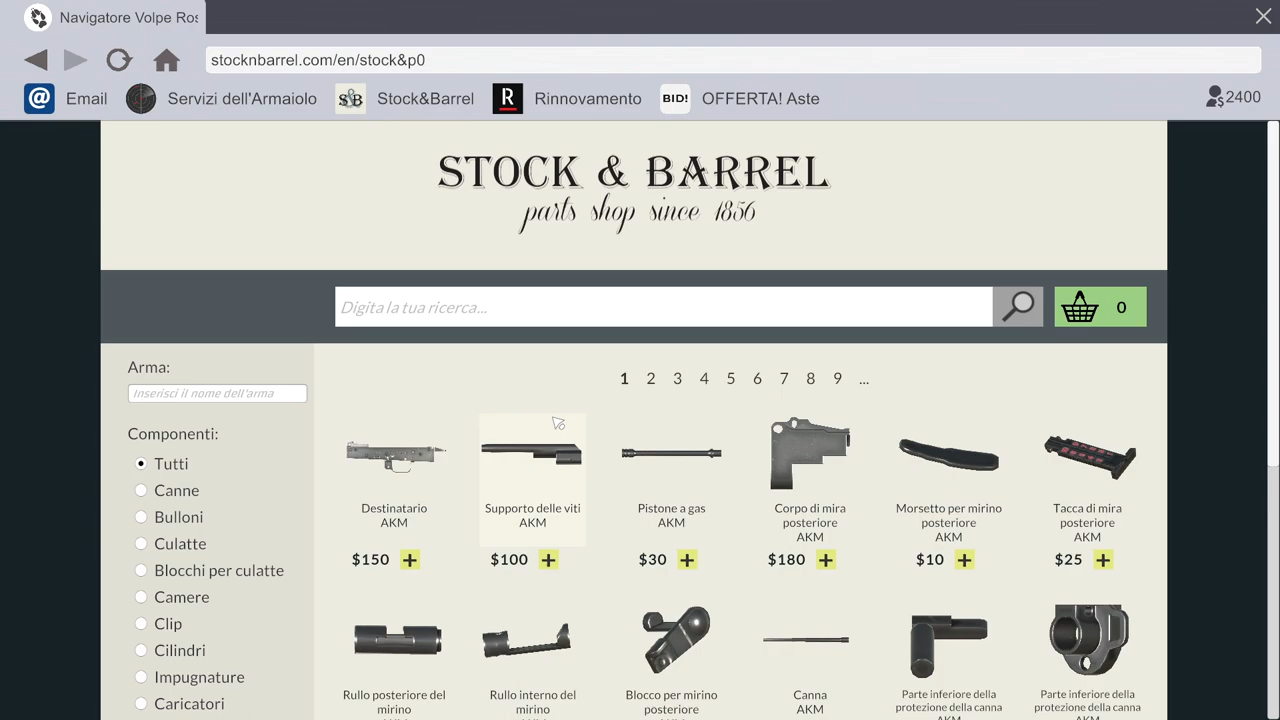 Navigatore Volpe Ros
stocknbarrel.com/en/stock&p0
@ Email Servizi dell'Armaiolo S&B Stock&Barrel R Rinnovamento BID! OFFERTA! Aste 2400
STOCK & BARREL
parts shop since 1856
Digita la tua ricerca...
0
Arma:
Inserisci il nome dell'arma
Componenti:
Tutti
Canne
Bulloni
Culatte
Blocchi per culatte
Camere
Clip
Cilindri
Impugnature
Caricatori
1 2 3 4 5 6 7 8 9 ...
Destinatario
AKM
$150 +
Supporto delle viti
AKM
$100 +
Pistone a gas
AKM
$30 +
Corpo di mira
posteriore
AKM
$180 +
Morsetto per mirino
posteriore
AKM
$10 +
Tacca di mira
posteriore
AKM
$25 +
Rullo posteriore del
mirino
AKM
Rullo interno del
mirino
AKM
Blocco per mirino
posteriore
AKM
Canna
AKM
Parte inferiore della
protezione della canna
AKM
Parte inferiore della
protezione della canna
AKM